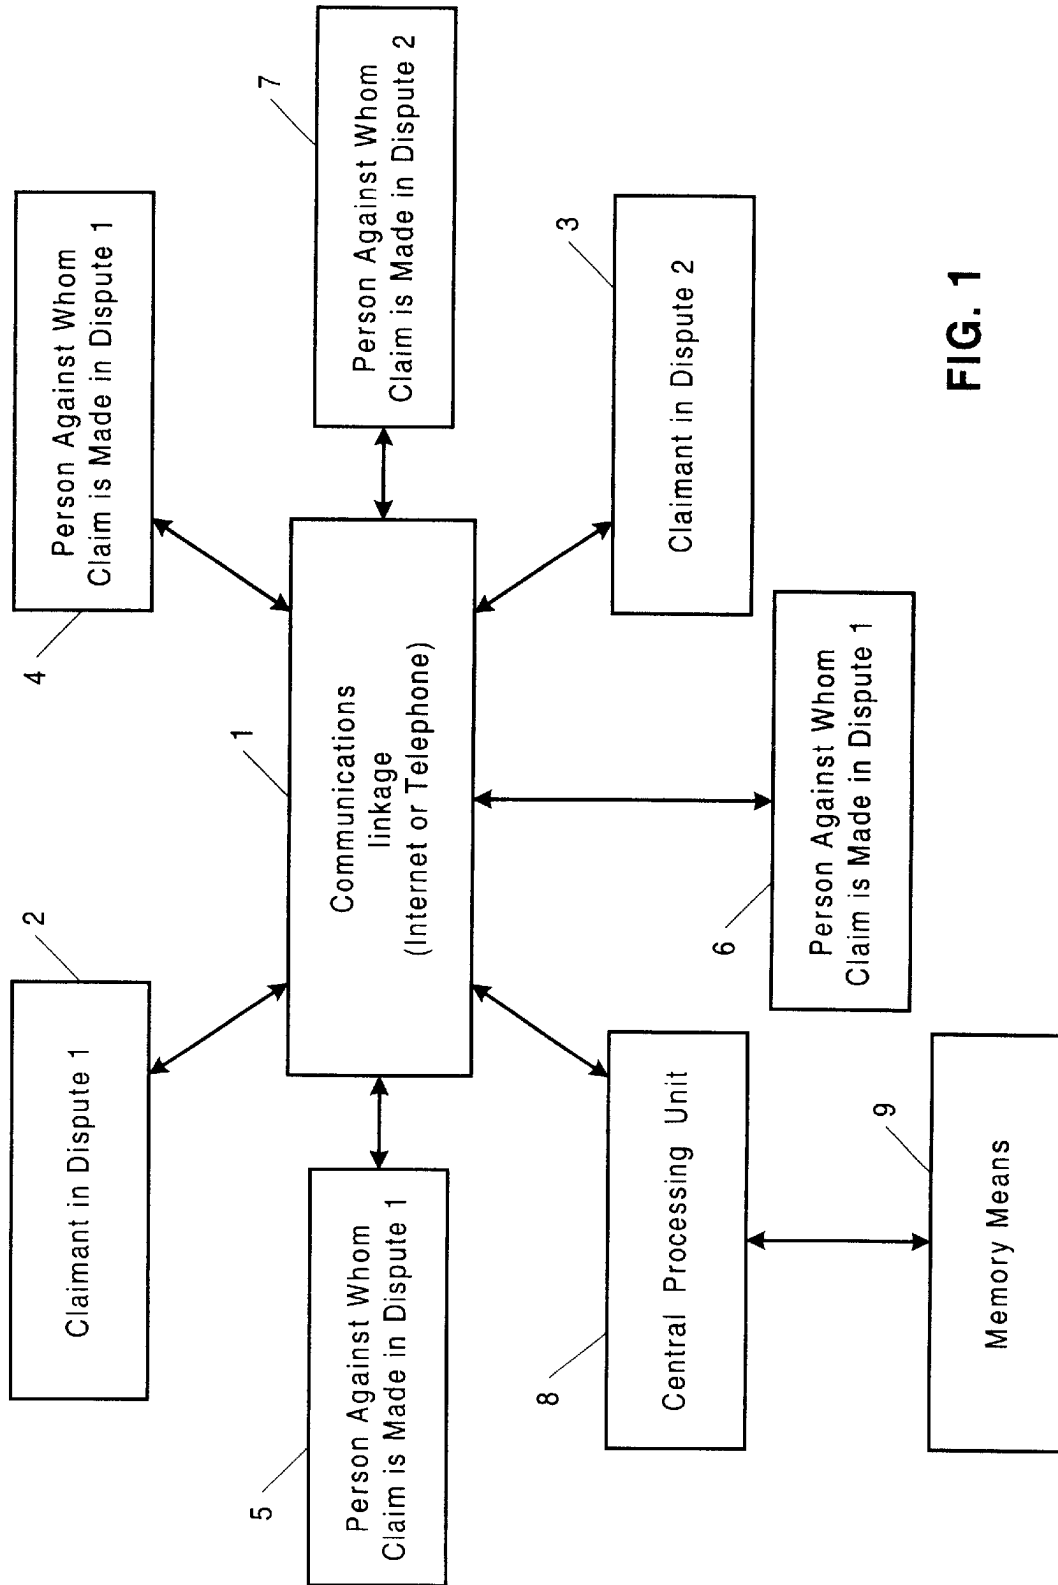 2
Claimant in Dispute 1
4
Person Against Whom
Claim is Made in Dispute 1
5
Person Against Whom
Claim is Made in Dispute 1
1
Communications
linkage
(Internet or Telephone)
7
Person Against Whom
Claim is Made in Dispute 2
8
Central Processing Unit
6
Person Against Whom
Claim is Made in Dispute 1
3
Claimant in Dispute 2
9
Memory Means
FIG. 1